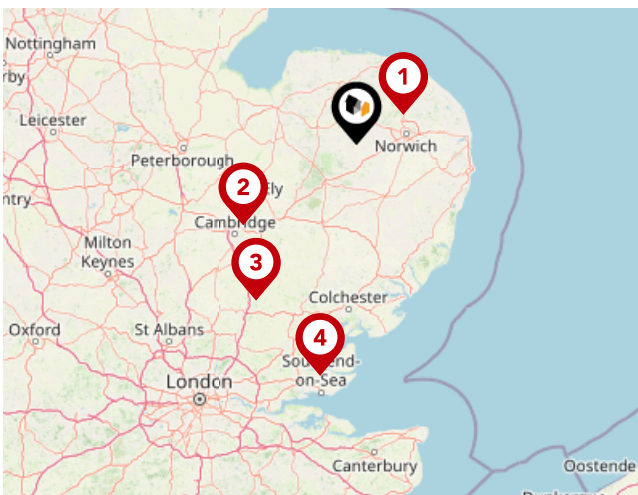 Nottingham
rby
1
Leicester
Norwich
Peterborough
2
Ely
ntry
Cambridge
Milton
Keynes
3
Colchester
Oxford
St Albans
4
Southend-
on-Sea
London
Canterbury
Oostende